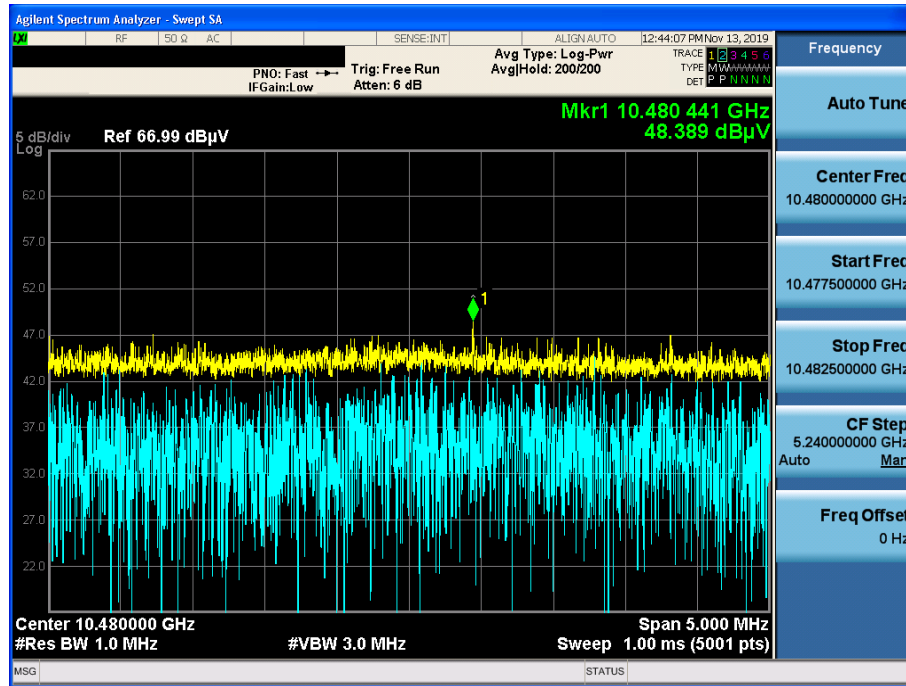 Agilent Spectrum Analyzer - Swept SA
LXI RF 50 Ω AC SENSE:INT ALIGN AUTO 12:44:07 PM Nov 13, 2019
Frequency
PNO: Fast Trig: Free Run Avg Type: Log-Pwr TRACE 1 2 3 4 5 6
IFGain:Low Atten: 6 dB Avg|Hold: 200/200 TYPE M W W W W W
DET P P N N N N
Auto Tune
Mkr1 10.480 441 GHz
5 dB/div Ref 66.99 dBµV 48.389 dBµV
Log
62.0
57.0
52.0
47.0
42.0
37.0
32.0
27.0
22.0
1
Center Freq
10.480000000 GHz
Start Freq
10.477500000 GHz
Stop Freq
10.482500000 GHz
CF Step
5.240000000 GHz
Auto Man
Freq Offset
0 Hz
Center 10.480000 GHz Span 5.000 MHz
#Res BW 1.0 MHz #VBW 3.0 MHz Sweep 1.00 ms (5001 pts)
MSG STATUS